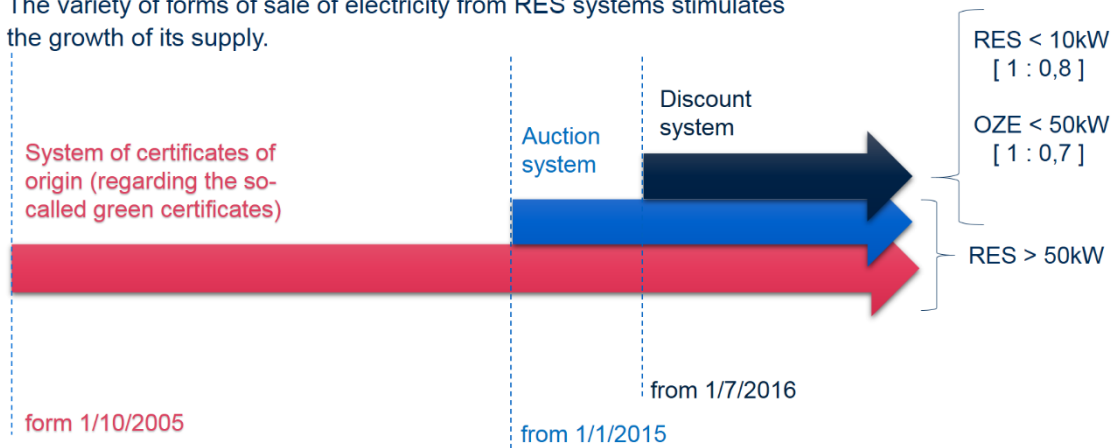 The variety of forms of sale of electricity from RES systems stimulates
the growth of its supply.
RES < 10kW
[ 1 : 0,8 ]
OZE < 50kW
[ 1 : 0,7 ]
Discount
system
Auction
system
System of certificates of
origin (regarding the so-
called green certificates)
RES > 50kW
from 1/7/2016
form 1/10/2005
from 1/1/2015